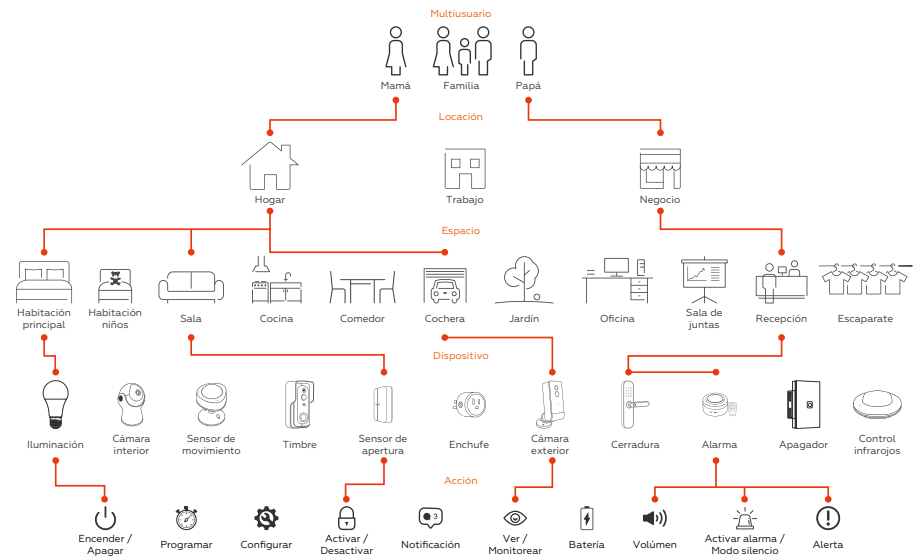 Multiusuario
Mamá
Familia
Papá
Locación
Hogar
Trabajo
Negocio
Espacio
Habitación
principal
Habitación
niños
Sala
Cocina
Comedor
Cochera
Jardín
Oficina
Sala de
juntas
Recepción
Escaparate
Dispositivo
Iluminación
Cámara
interior
Sensor de
movimiento
Timbre
Sensor de
apertura
Enchufe
Cámara
exterior
Cerradura
Alarma
Apagador
Control
infrarojos
Acción
3
Encender /
Apagar
Programar
Configurar
Activar /
Desactivar
Notificación
Ver /
Monitorear
Batería
Volúmen
Activar alarma /
Modo silencio
Alerta